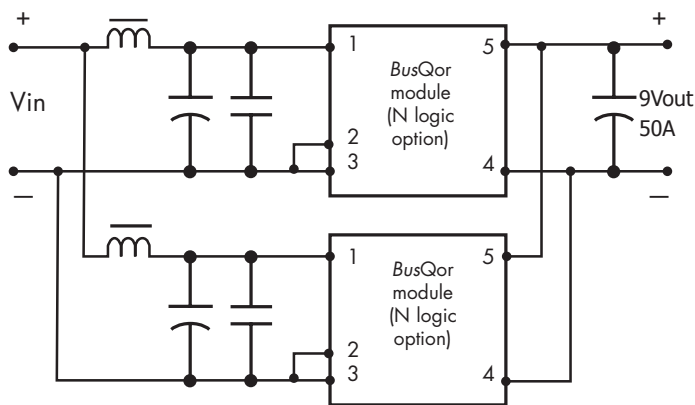 +
+
Vin
−
−
1
2
3
4
5
BusQor
module
(N logic
option)
9Vout
50A
1
2
3
4
5
BusQor
module
(N logic
option)